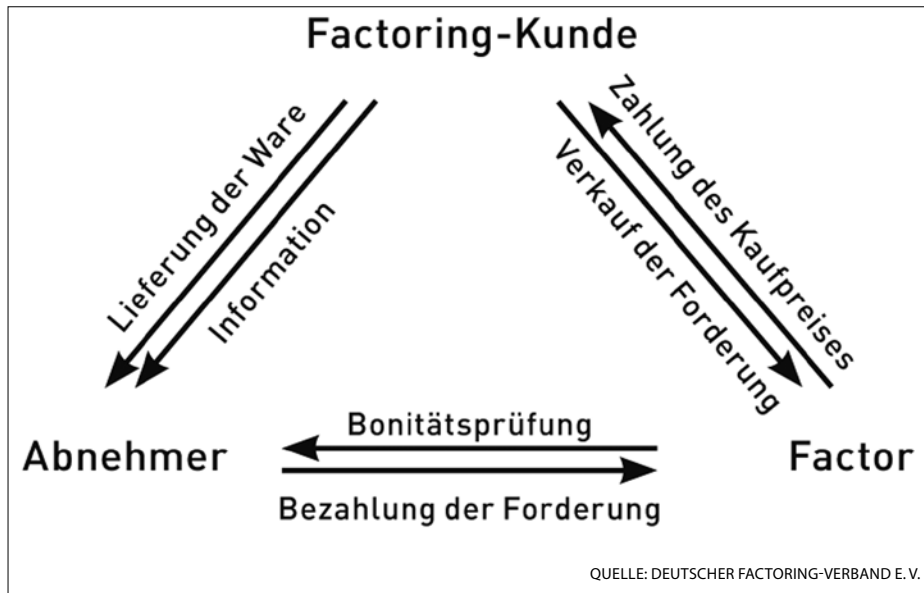 Factoring-Kunde
Lieferung der Ware
Information
Zahlung des Kaufpreises
Verkauf der Forderung
Bonitätsprüfung
Abnehmer
Factor
Bezahlung der Forderung
QUELLE: DEUTSCHER FACTORING-VERBAND E. V.